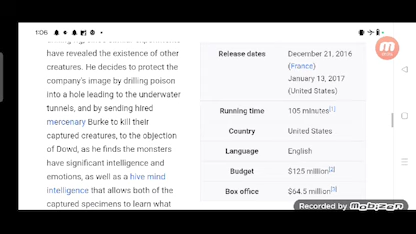 1:06
have revealed the existence of other
creatures. He decides to protect the
company's image by drilling poison
into a hole leading to the underwater
tunnels, and by sending hired
mercenary Burke to kill their
captured creatures, to the objection
of Dowd, as he finds the monsters
have significant intelligence and
emotions, as well as a hive mind
intelligence that allows both of the
captured specimens to learn what
Release dates
December 21, 2016
(France)
January 13, 2017
(United States)
Running time
105 minutes[1]
Country
United States
Language
English
Budget
$125 million[2]
Box office
$64.5 million[3]
Recorded by Mobizen